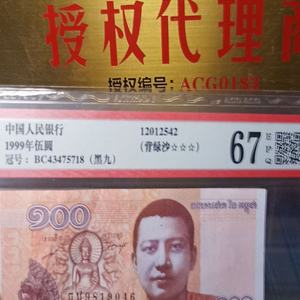 授权代理商
授权编号：ACG0183
中国人民银行
1999年伍圆
冠号：BC43475718（黑九）
12012542
（背绿沙☆☆☆）
67
E
P
Q
១០០